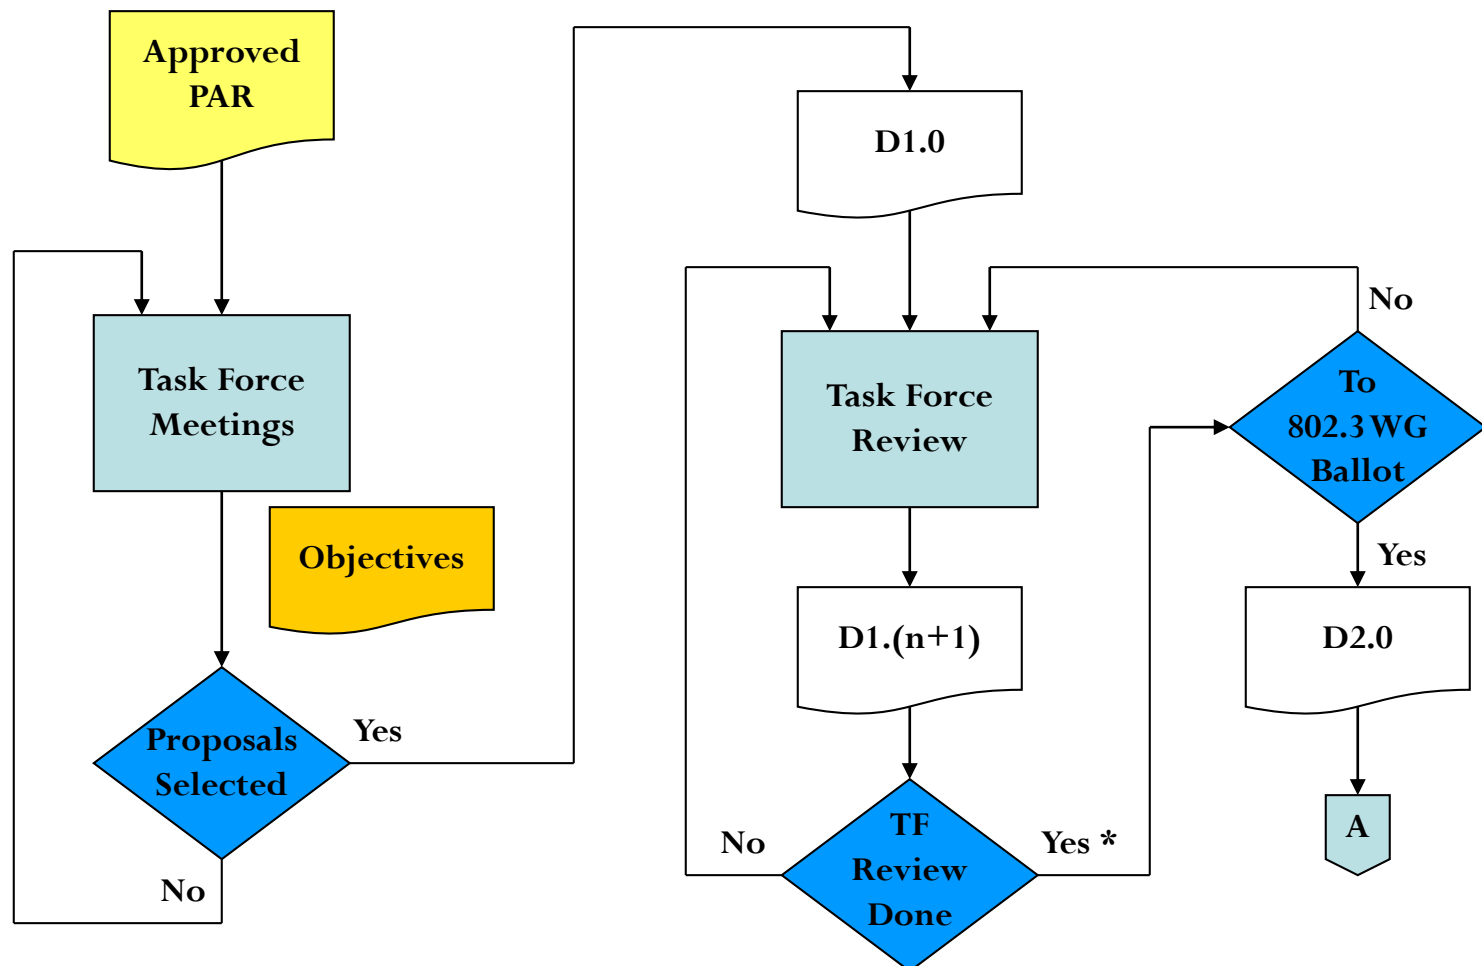 Approved
PAR
Task Force
Meetings
Objectives
Proposals
Selected
Yes
No
D1.0
Task Force
Review
D1.(n+1)
TF
Review
Done
No
Yes *
To
802.3 WG
Ballot
No
Yes
D2.0
A